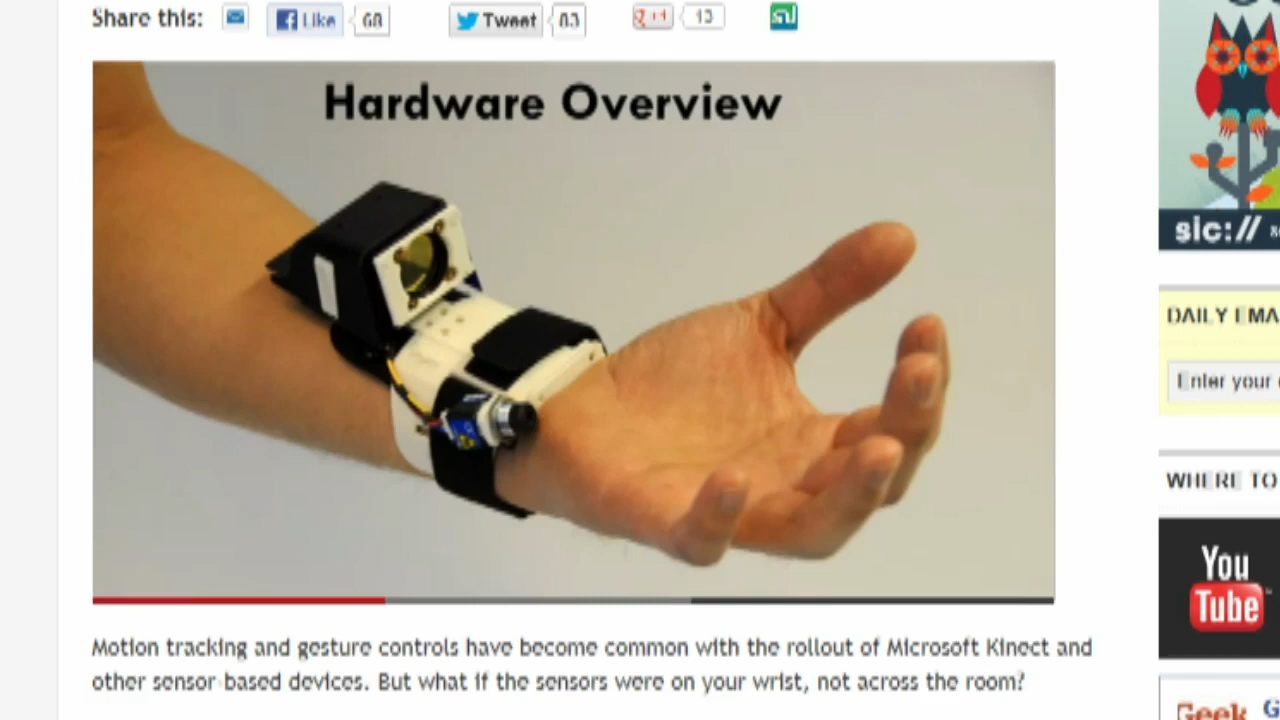 Share this:
Like
68
Tweet
83
13
Hardware Overview
sic://
DAILY EMA
Enter your
WHERE TO
You
Tube
Geek
G
Motion tracking and gesture controls have become common with the rollout of Microsoft Kinect and
other sensor-based devices. But what if the sensors were on your wrist, not across the room?